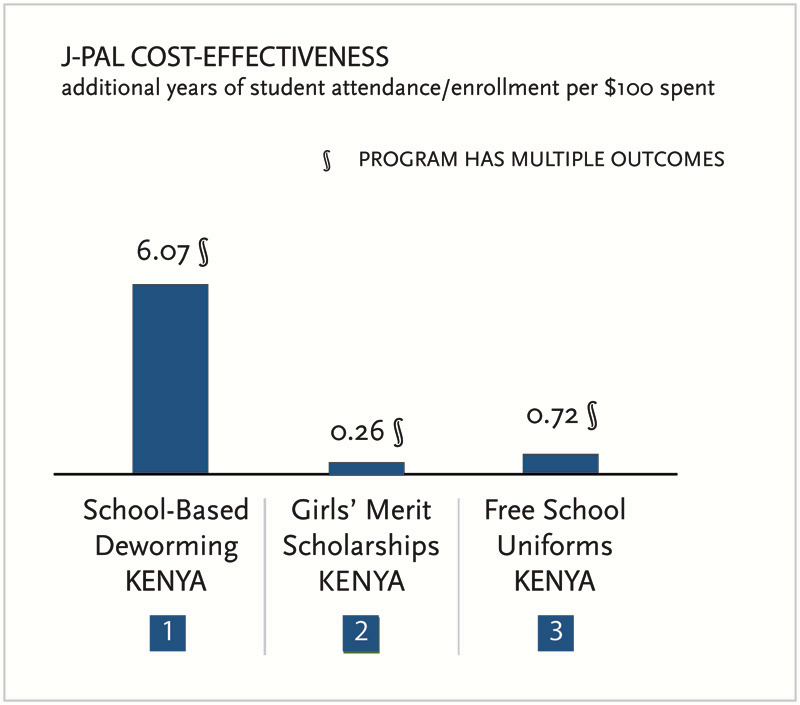 J-PAL COST-EFFECTIVENESS
additional years of student attendance/enrollment per $100 spent
§ PROGRAM HAS MULTIPLE OUTCOMES
6.07 §
0.26 §
0.72 §
School-Based
Deworming
KENYA
1
Girls’ Merit
Scholarships
KENYA
2
Free School
Uniforms
KENYA
3